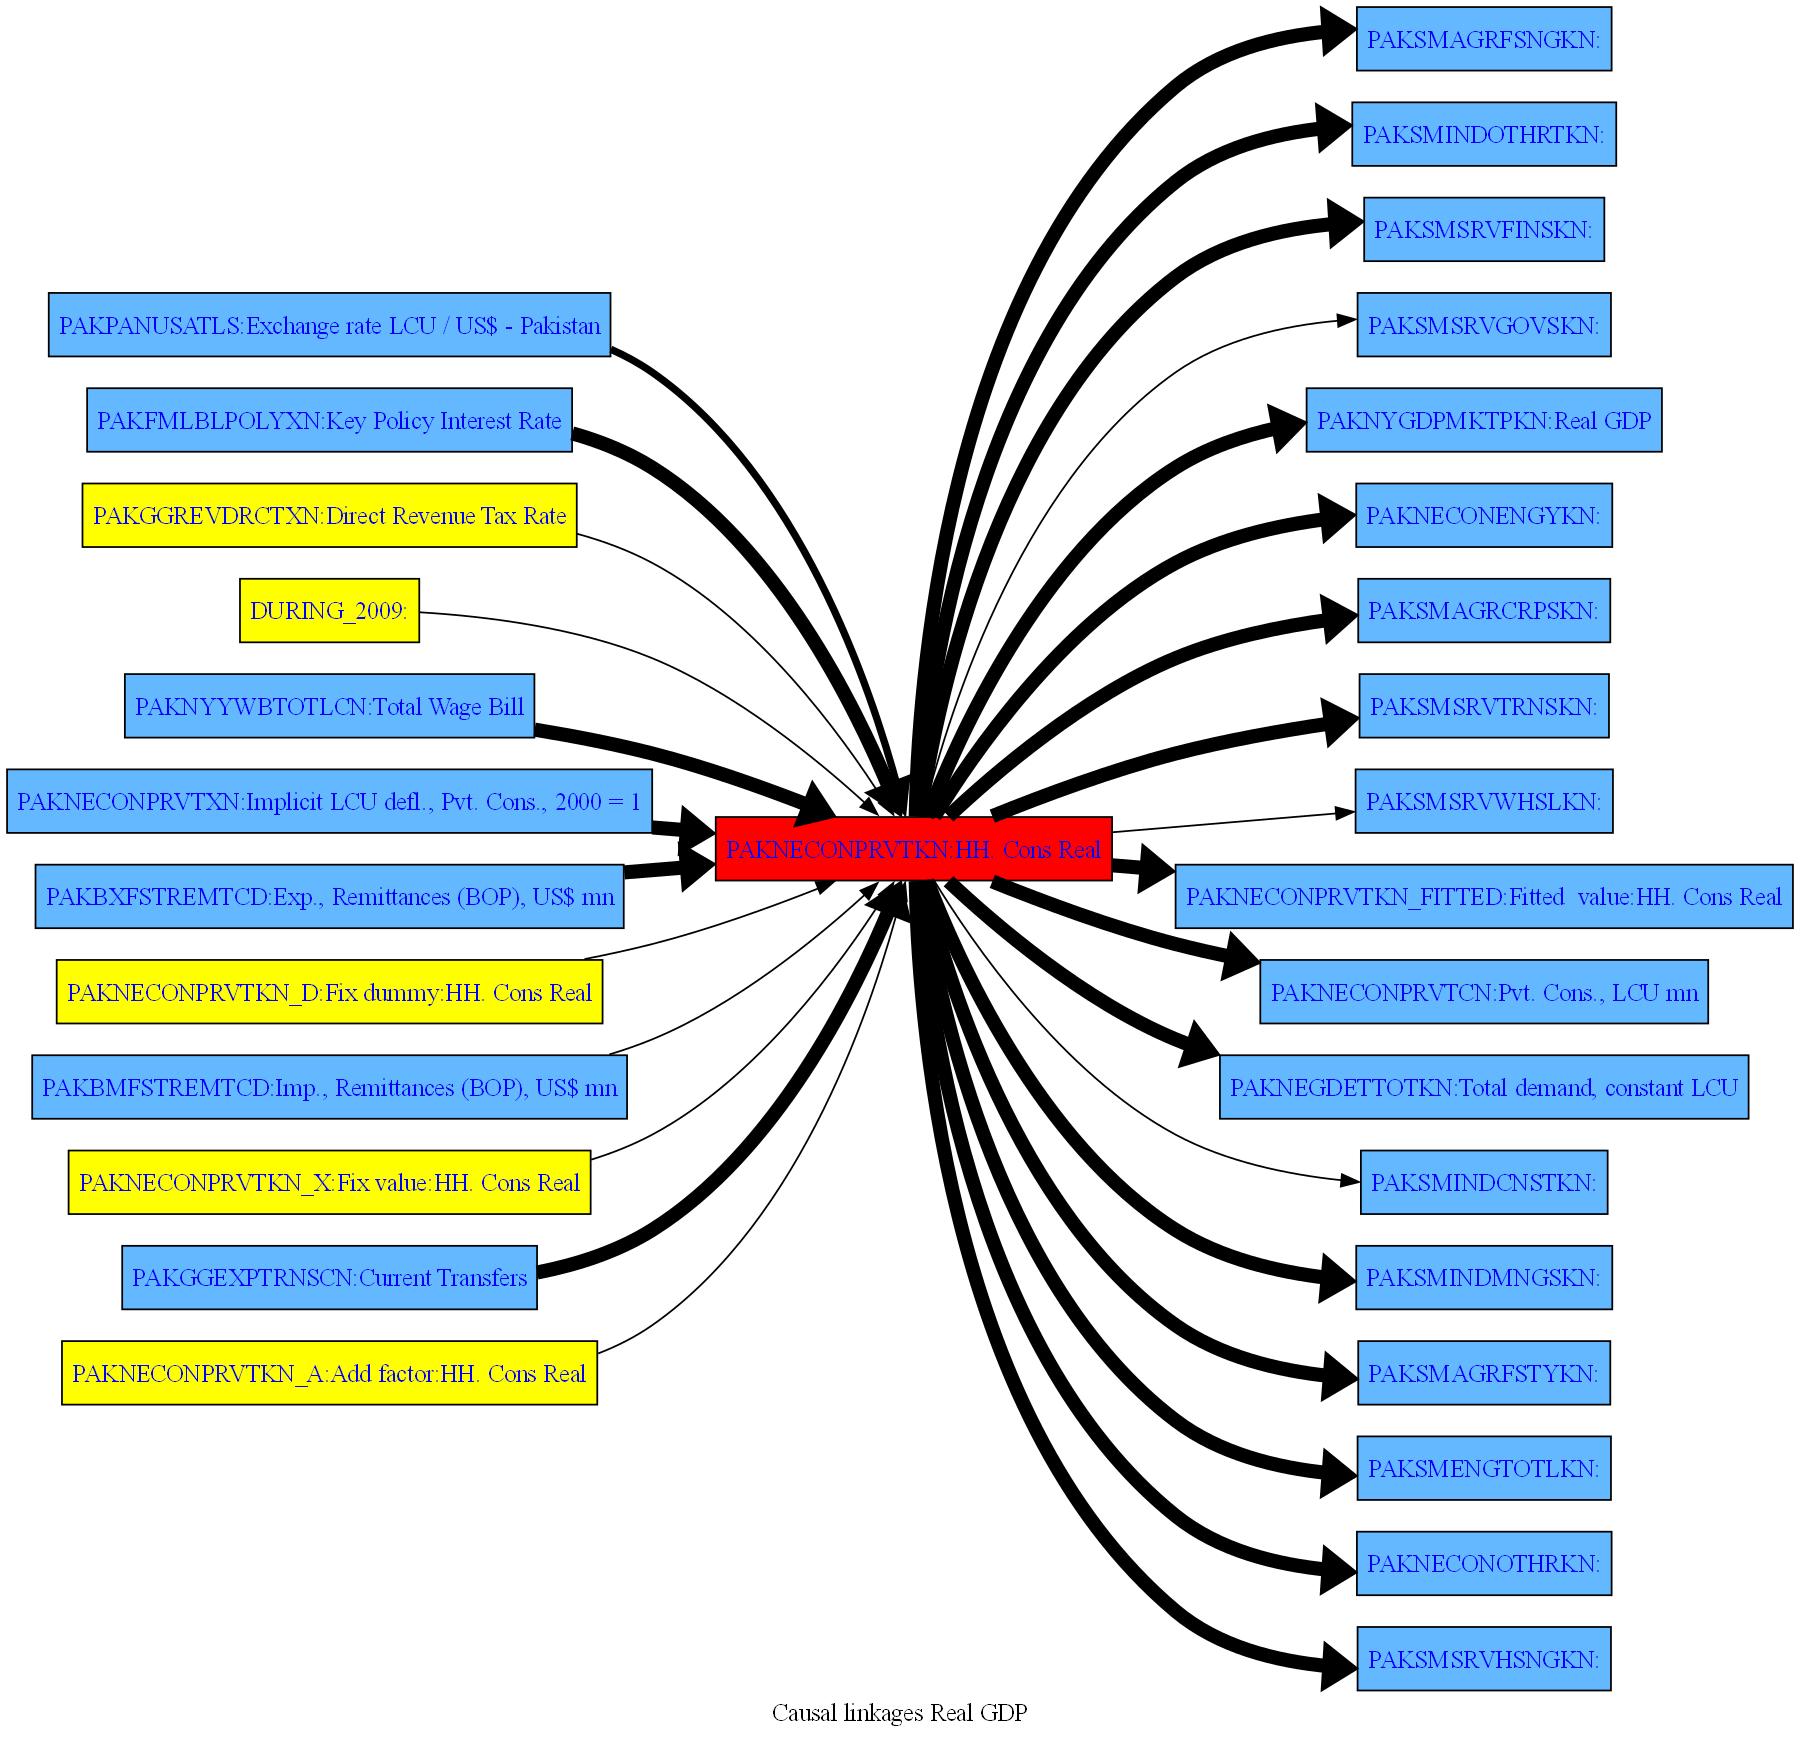 PAKPANUSATLS:Exchange rate LCU / US$ - Pakistan
PAKFMLBLPOLYXN:Key Policy Interest Rate
PAKGGREVDRCTXN:Direct Revenue Tax Rate
DURING_2009:
PAKNYYWBTOTLCN:Total Wage Bill
PAKNECONPRVTXN:Implicit LCU defl., Pvt. Cons., 2000 = 1
PAKBXFSTREMTCD:Exp., Remittances (BOP), US$ mn
PAKNECONPRVTKN_D:Fix dummy:HH. Cons Real
PAKBMFSTREMTCD:Imp., Remittances (BOP), US$ mn
PAKNECONPRVTKN_X:Fix value:HH. Cons Real
PAKGGEXPTRNSCN:Current Transfers
PAKNECONPRVTKN_A:Add factor:HH. Cons Real
PAKNECONPRVTKN:HH. Cons Real
PAKSMAGRFSNGKN:
PAKSMINDOTHRTKN:
PAKSMSRVFINSKN:
PAKSMSRVGOVSKN:
PAKNYGDPMKTPKN:Real GDP
PAKNECONENGYKN:
PAKSMAGRCRPSKN:
PAKSMSRVTRNSKN:
PAKSMSRVWHSLKN:
PAKNECONPRVTKN_FITTED:Fitted  value:HH. Cons Real
PAKNECONPRVTCN:Pvt. Cons., LCU mn
PAKNEGDETTOTKN:Total demand, constant LCU
PAKSMINDCNSTKN:
PAKSMINDMNGSKN:
PAKSMAGRFSTYKN:
PAKSMENGTOTLKN:
PAKNECONOTHRKN:
PAKSMSRVHSNGKN:
Causal linkages Real GDP